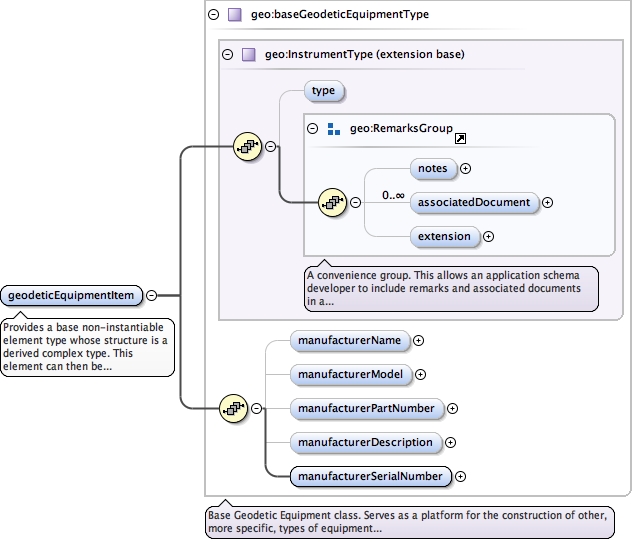 geo:baseGeodeticEquipmentType
geo:InstrumentType (extension base)
type
geo:RemarksGroup
notes
0..∞
associatedDocument
extension
A convenience group. This allows an application schema
developer to include remarks and associated documents
in a...
geodeticEquipmentItem
Provides a base non-instantiable
element type whose structure is a
derived complex type. This
element can then be...
manufacturerName
manufacturerModel
manufacturerPartNumber
manufacturerDescription
manufacturerSerialNumber
Base Geodetic Equipment class. Serves as a platform for the construction of other,
more specific, types of equipment...